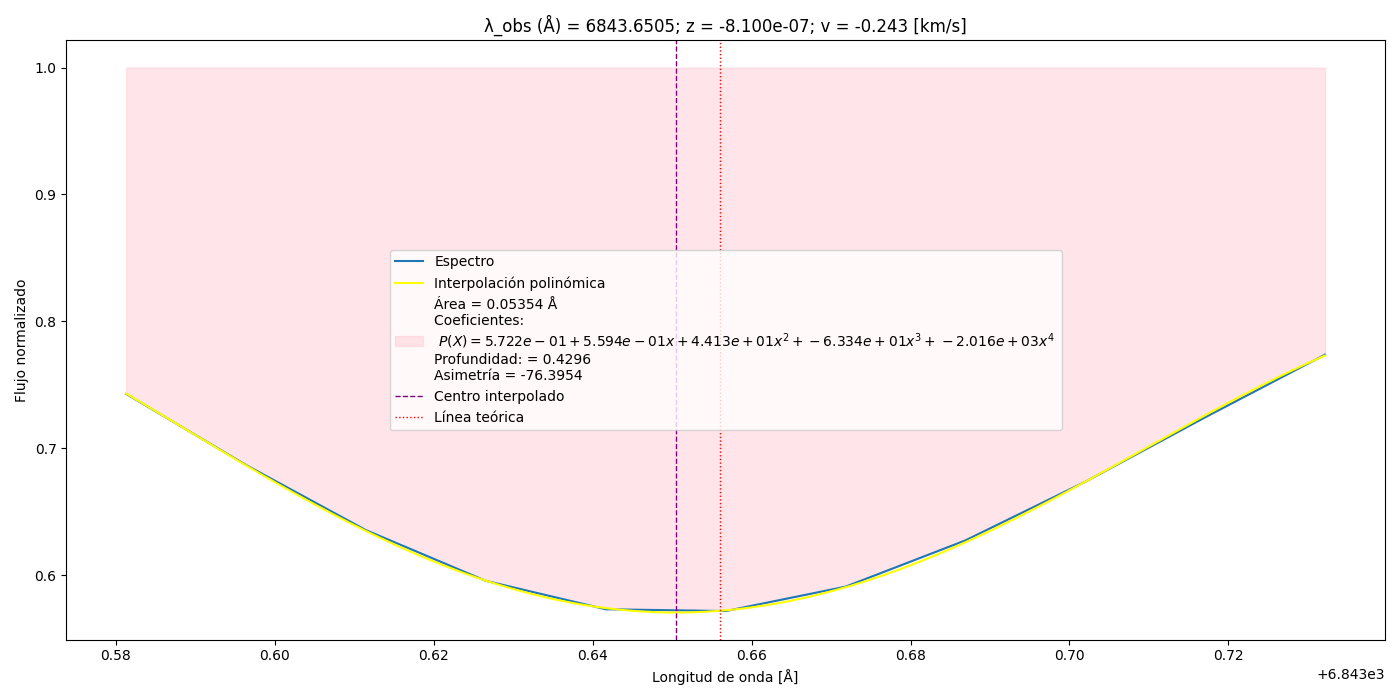 λ_obs (Å) = 6843.6505; z = -8.100e-07; v = -0.243 [km/s]
Flujo normalizado
1.0
0.9
0.8
0.7
0.6
Espectro
Interpolación polinómica
Área = 0.05354 Å
Coeficientes:
P(X) = 5.722e − 01 + 5.594e − 01x + 4.413e + 01x² + −6.334e + 01x³ + −2.016e + 03x⁴
Profundidad: = 0.4296
Asimetría = -76.3954
Centro interpolado
Línea teórica
0.58 0.60 0.62 0.64 0.66 0.68 0.70 0.72
Longitud de onda [Å]
+6.843e3